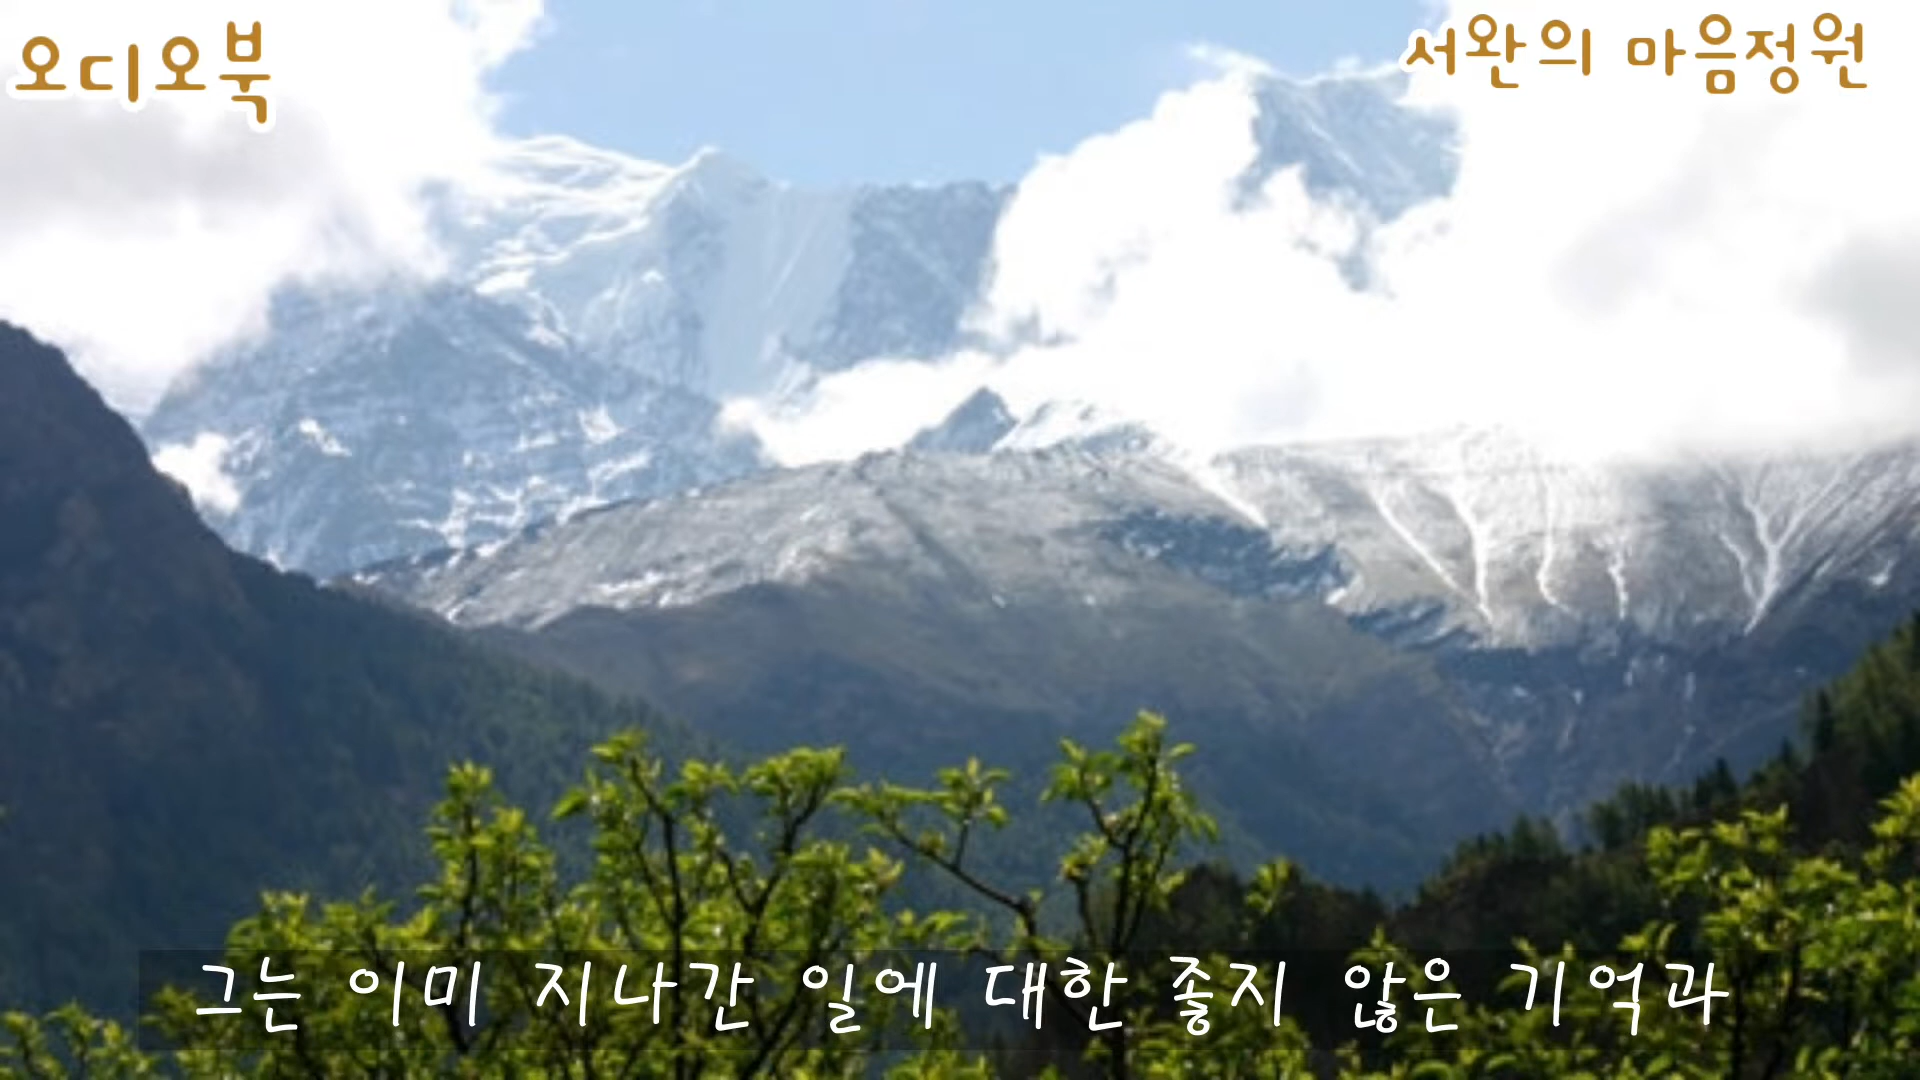 오디오북
서완의 마음정원
그는 이미 지나간 일에 대한 좋지 않은 기억과